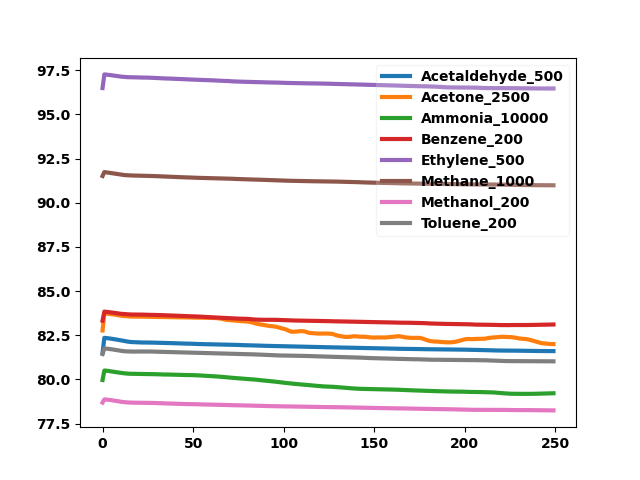 97.5
95.0
92.5
90.0
87.5
85.0
82.5
80.0
77.5
0 50 100 150 200 250
Acetaldehyde_500
Acetone_2500
Ammonia_10000
Benzene_200
Ethylene_500
Methane_1000
Methanol_200
Toluene_200